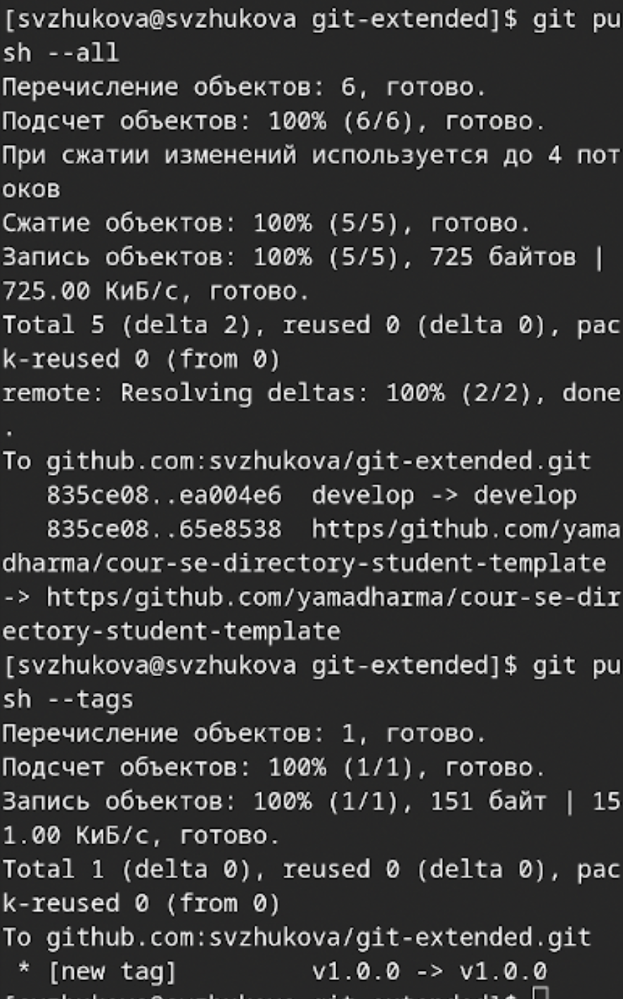 [svzhukova@svzhukova git-extended]$ git pu
sh --all
Перечисление объектов: 6, готово.
Подсчет объектов: 100% (6/6), готово.
При сжатии изменений используется до 4 пот
оков
Сжатие объектов: 100% (5/5), готово.
Запись объектов: 100% (5/5), 725 байтов |
725.00 КиБ/с, готово.
Total 5 (delta 2), reused 0 (delta 0), pac
k-reused 0 (from 0)
remote: Resolving deltas: 100% (2/2), done
.
To github.com:svzhukova/git-extended.git
   835ce08..ea004e6  develop -> develop
   835ce08..65e8538  https/github.com/yama
dharma/cour-se-directory-student-template
-> https/github.com/yamadharma/cour-se-dir
ectory-student-template
[svzhukova@svzhukova git-extended]$ git pu
sh --tags
Перечисление объектов: 1, готово.
Подсчет объектов: 100% (1/1), готово.
Запись объектов: 100% (1/1), 151 байт | 15
1.00 КиБ/с, готово.
Total 1 (delta 0), reused 0 (delta 0), pac
k-reused 0 (from 0)
To github.com:svzhukova/git-extended.git
 * [new tag]         v1.0.0 -> v1.0.0